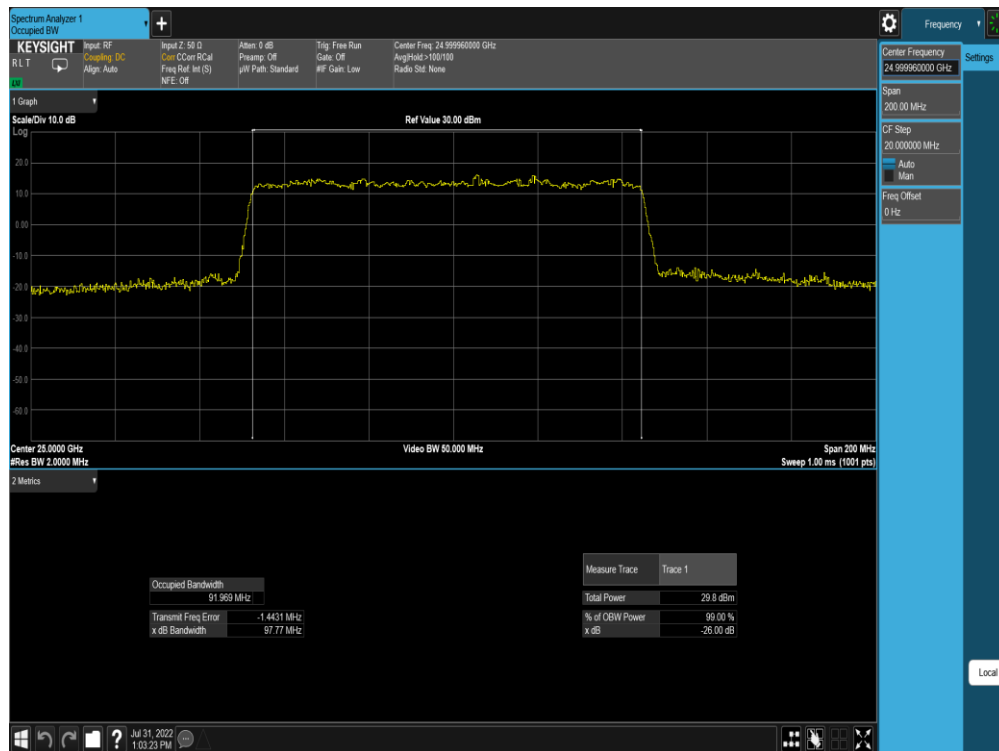 Spectrum Analyzer 1
Occupied BW
+
Frequency
KEYSIGHT
R L T
LXI
Input: RF
Coupling: DC
Align: Auto
Input Z: 50 Ω
Corr CCorr RCal
Freq Ref: Int (S)
NFE: Off
Atten: 0 dB
Preamp: Off
µW Path: Standard
Trig: Free Run
Gate: Off
#IF Gain: Low
Center Freq: 24.999960000 GHz
Avg|Hold:>100/100
Radio Std: None
Center Frequency
24.999960000 GHz
Settings
Span
200.00 MHz
CF Step
20.000000 MHz
Auto
Man
Freq Offset
0 Hz
1 Graph
Scale/Div 10.0 dB
Ref Value 30.00 dBm
Log
20.0
10.0
0.00
-10.0
-20.0
-30.0
-40.0
-50.0
-60.0
Center 25.0000 GHz
Video BW 50.000 MHz
Span 200 MHz
#Res BW 2.0000 MHz
Sweep 1.00 ms (1001 pts)
2 Metrics
Occupied Bandwidth
91.969 MHz
Transmit Freq Error -1.4431 MHz
x dB Bandwidth 97.77 MHz
Measure Trace Trace 1
Total Power 29.8 dBm
% of OBW Power 99.00 %
x dB -26.00 dB
Local
?
Jul 31, 2022
1:03:23 PM